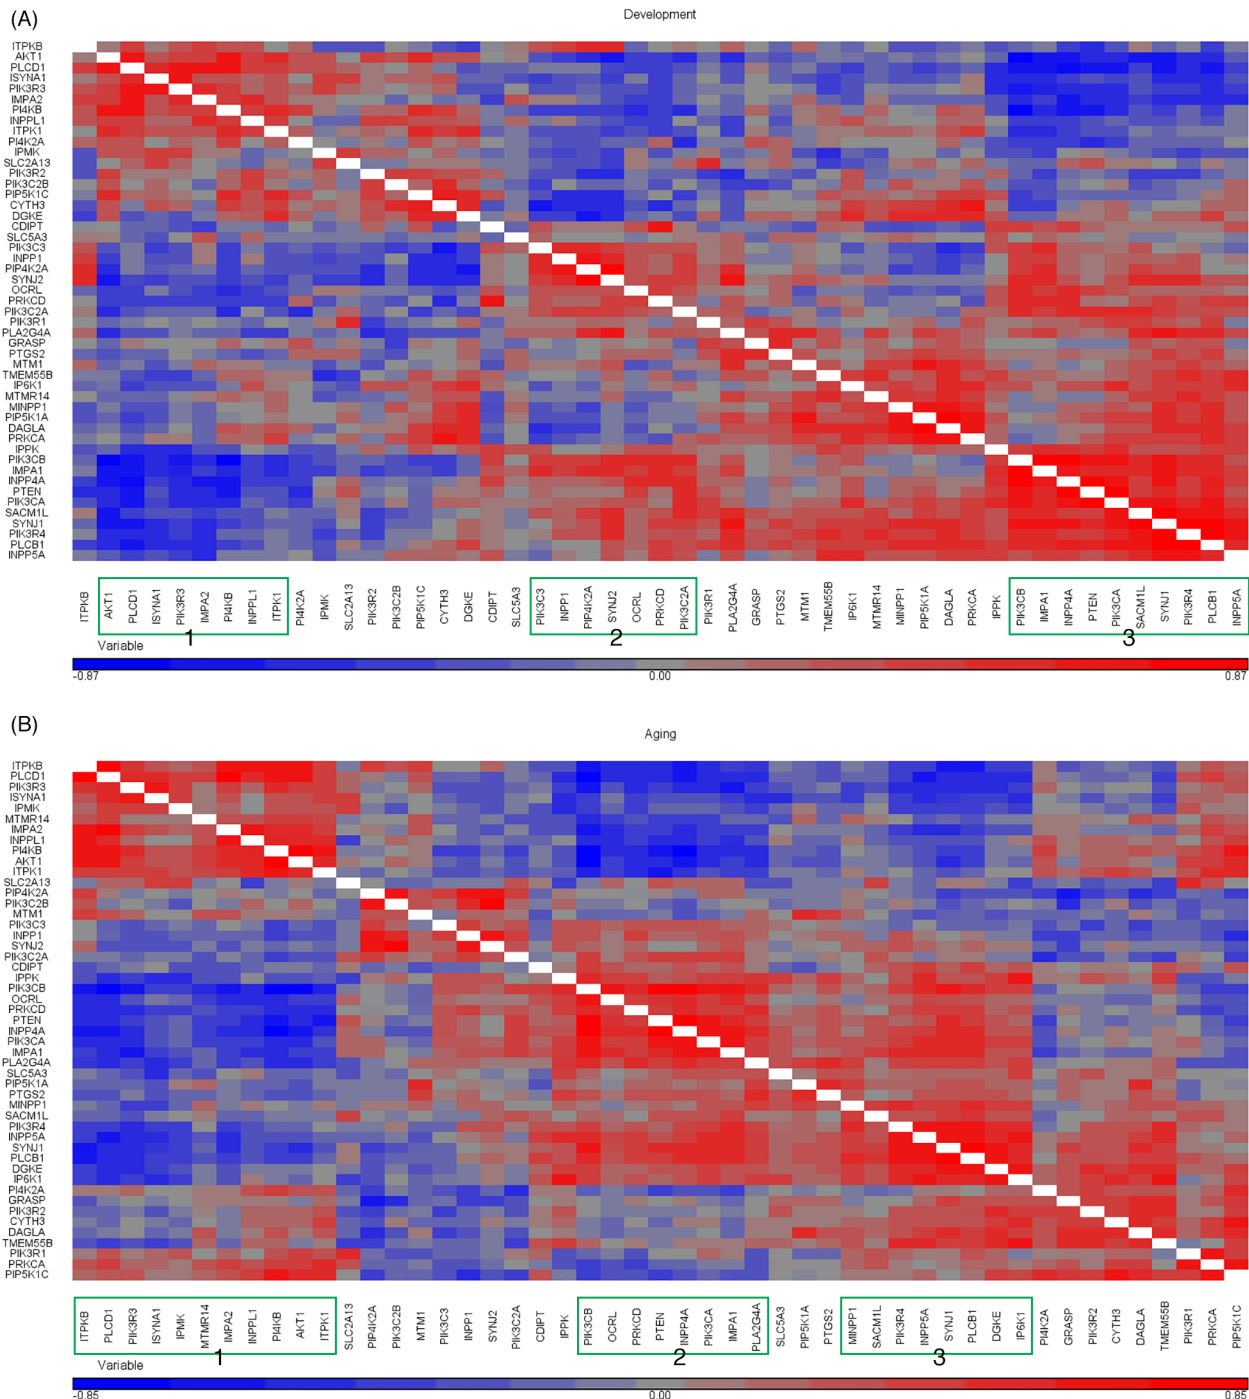 (A)
Development
ITPKB
AKT1
PLCD1
ISYNA1
PIK3R3
IMPA2
PI4KB
INPPL1
ITPK1
PI4K2A
IPMK
SLC2A13
PIK3R2
PIK3C2B
PIP5K1C
CYTH3
DGKE
CDIPT
SLC5A3
PIK3C3
INPP1
PIP4K2A
SYNJ2
OCRL
PRKCD
PIK3C2A
PIK3R1
PLA2G4A
GRASP
PTGS2
MTM1
TMEM55B
IP6K1
MTMR14
MINPP1
PIP5K1A
DAGLA
PRKCA
IPPK
PIK3CB
IMPA1
INPP4A
PTEN
PIK3CA
SACM1L
SYNJ1
PIK3R4
PLCB1
INPP5A
ITPKB AKT1 PLCD1 ISYNA1 PIK3R3 IMPA2 PI4KB INPPL1 ITPK1 PI4K2A IPMK SLC2A13 PIK3R2 PIK3C2B PIP5K1C CYTH3 DGKE CDIPT SLC5A3 PIK3C3 INPP1 PIP4K2A SYNJ2 OCRL PRKCD PIK3C2A PIK3R1 PLA2G4A GRASP PTGS2 MTM1 TMEM55B IP6K1 MTMR14 MINPP1 PIP5K1A DAGLA PRKCA IPPK PIK3CB IMPA1 INPP4A PTEN PIK3CA SACM1L SYNJ1 PIK3R4 PLCB1 INPP5A
1 2 3
Variable
-0.87 0.00 0.87
(B)
Aging
ITPKB
PLCD1
PIK3R3
ISYNA1
IPMK
MTMR14
IMPA2
INPPL1
PI4KB
AKT1
ITPK1
SLC2A13
PIP4K2A
PIK3C2B
MTM1
PIK3C3
INPP1
SYNJ2
PIK3C2A
CDIPT
IPPK
PIK3CB
OCRL
PRKCD
PTEN
INPP4A
PIK3CA
IMPA1
PLA2G4A
SLC5A3
PIP5K1A
PTGS2
MINPP1
SACM1L
PIK3R4
INPP5A
SYNJ1
PLCB1
DGKE
IP6K1
PI4K2A
GRASP
PIK3R2
CYTH3
DAGLA
TMEM55B
PIK3R1
PRKCA
PIP5K1C
ITPKB PLCD1 PIK3R3 ISYNA1 IPMK MTMR14 IMPA2 INPPL1 PI4KB AKT1 ITPK1 SLC2A13 PIP4K2A PIK3C2B MTM1 PIK3C3 INPP1 SYNJ2 PIK3C2A CDIPT IPPK PIK3CB OCRL PRKCD PTEN INPP4A PIK3CA IMPA1 PLA2G4A SLC5A3 PIP5K1A PTGS2 MINPP1 SACM1L PIK3R4 INPP5A SYNJ1 PLCB1 DGKE IP6K1 PI4K2A GRASP PIK3R2 CYTH3 DAGLA TMEM55B PIK3R1 PRKCA PIP5K1C
1 2 3
Variable
-0.85 0.00 0.85